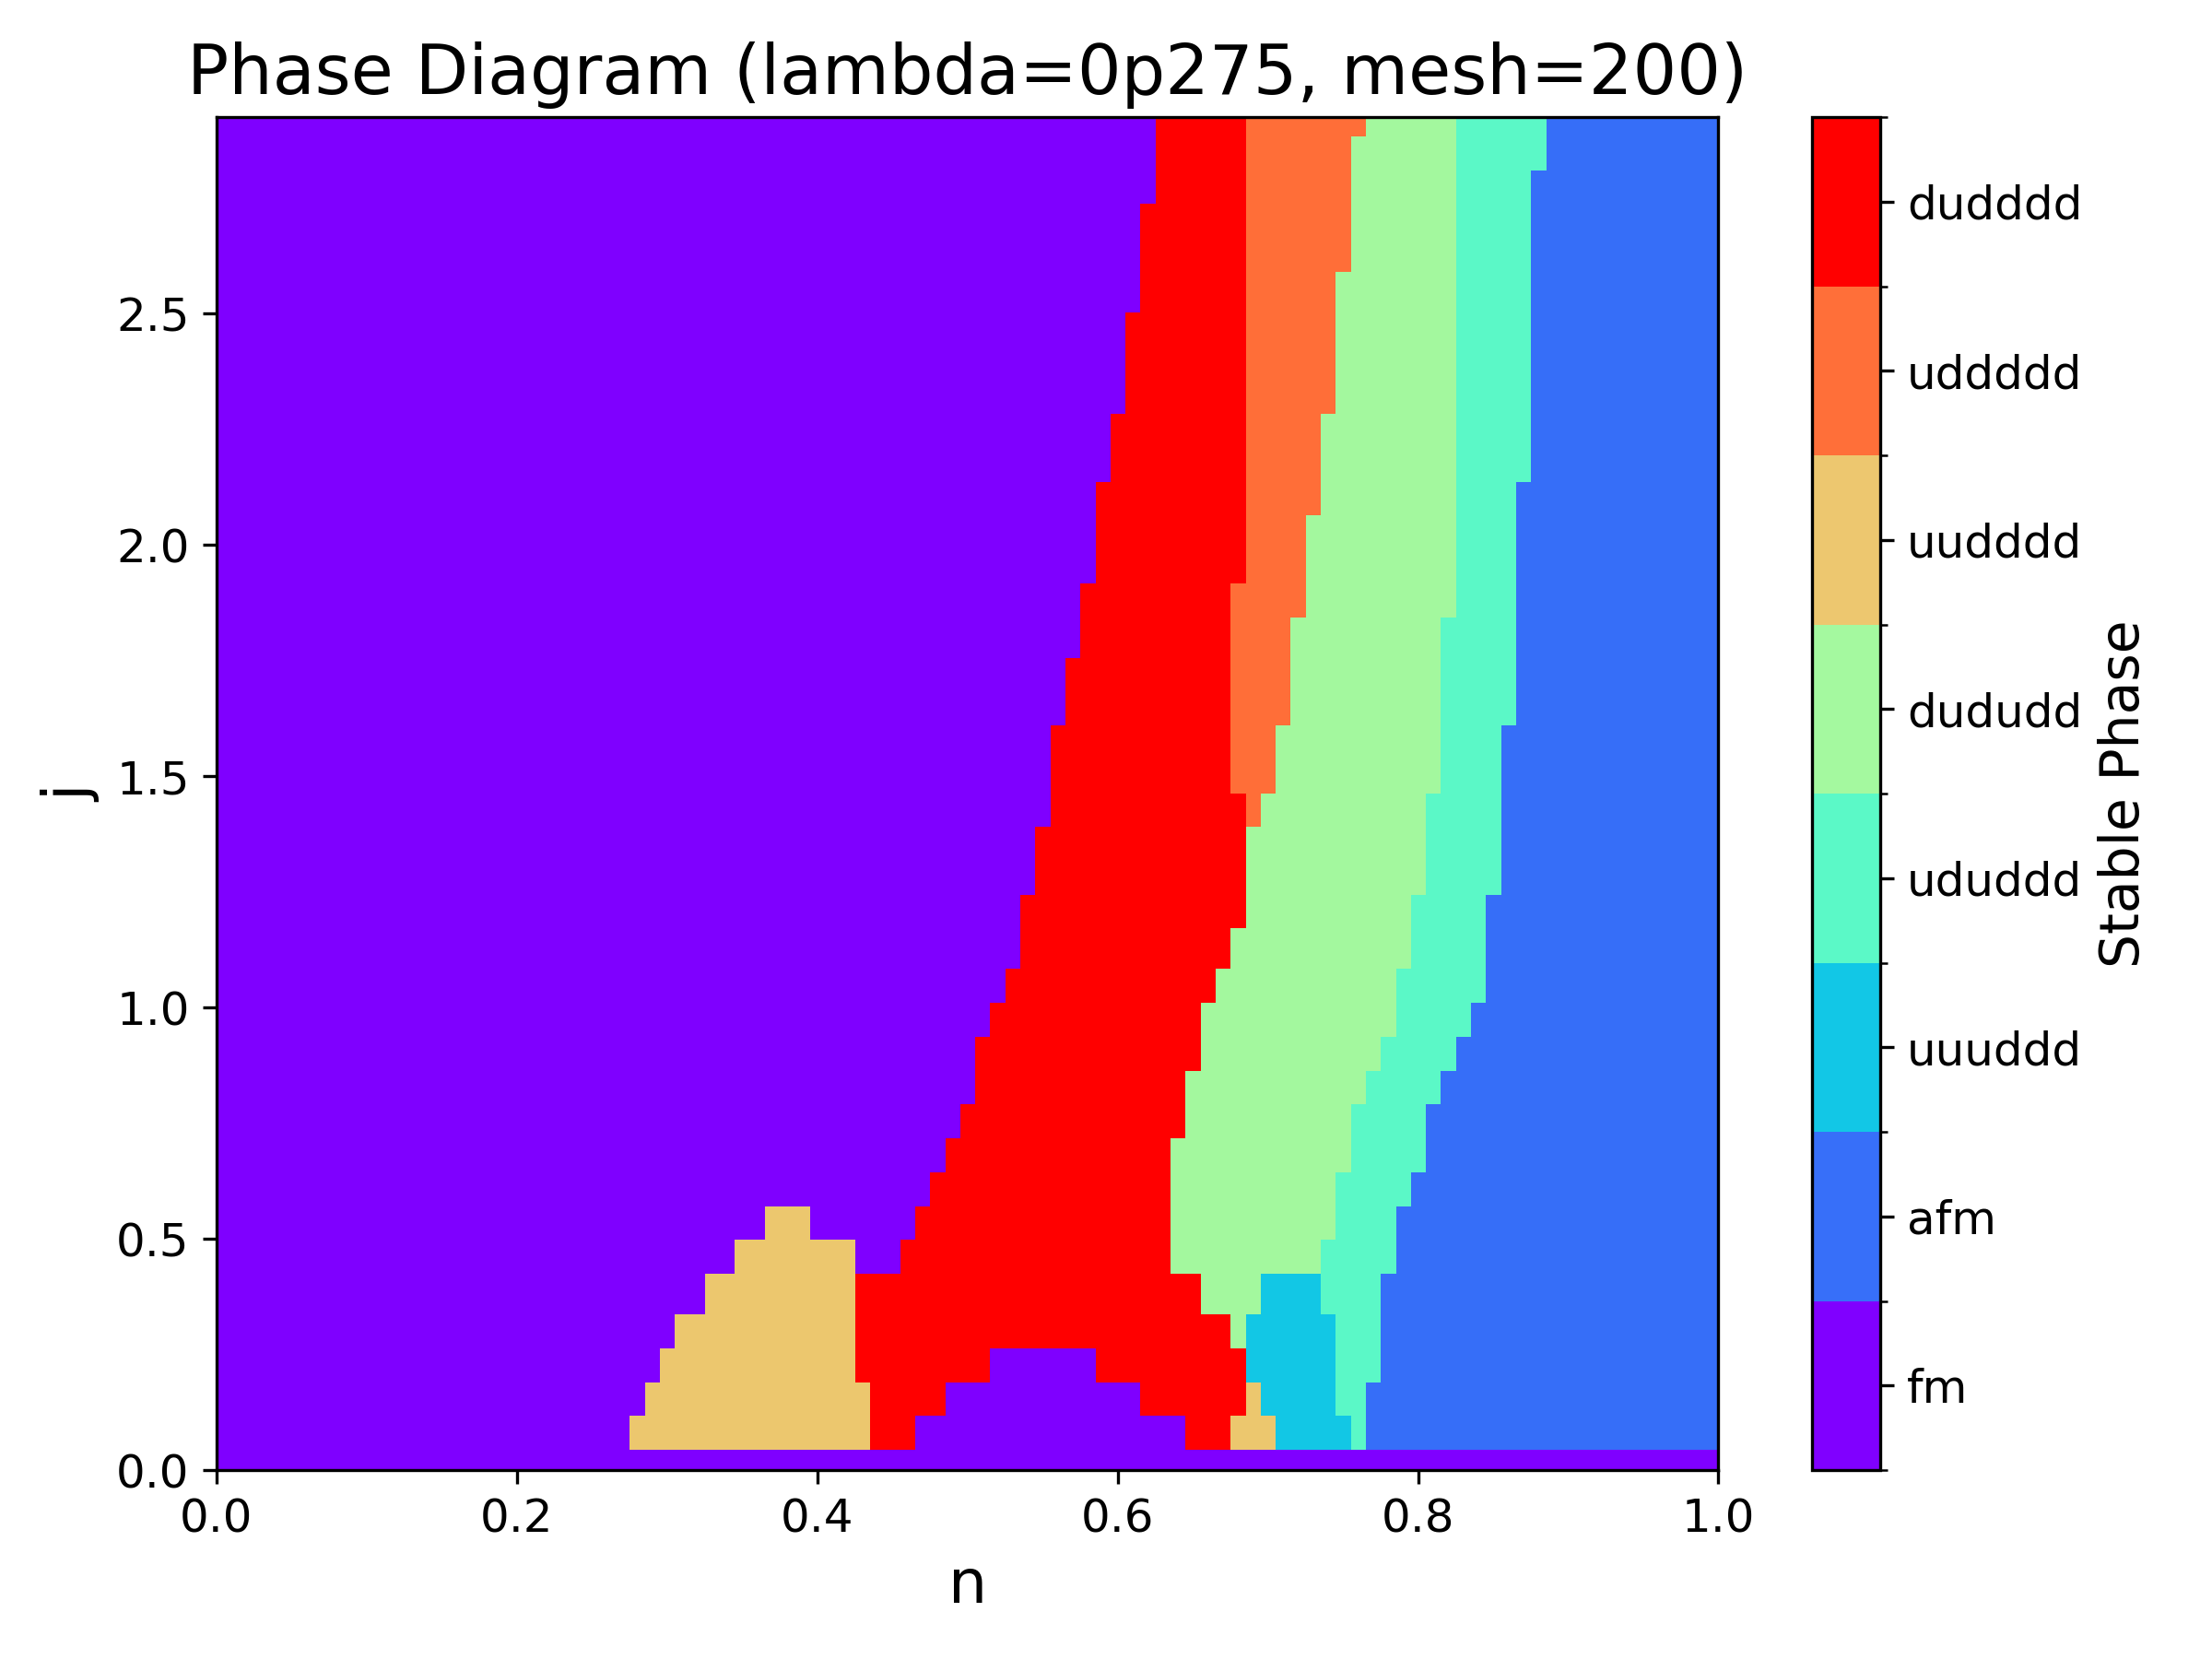 Phase Diagram (lambda=0p275, mesh=200)
j
2.5
2.0
1.5
1.0
0.5
0.0
0.0 0.2 0.4 0.6 0.8 1.0
n
dudddd
uddddd
uudddd
dududd
ududdd
uuuddd
afm
fm
Stable Phase